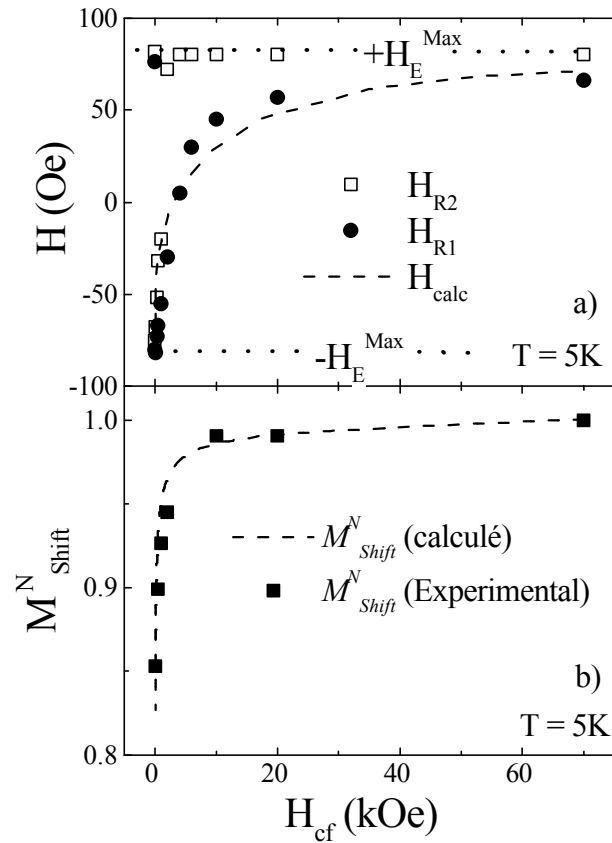 100
+H_E^Max
50
H_R2
H_R1
H_calc
0
-50
a)
-H_E^Max
T = 5K
-100
H (Oe)
1.0
M^N_Shift (calculé)
M^N_Shift (Experimental)
0.9
b)
T = 5K
0.8
M^N_Shift
0 20 40 60
H_cf (kOe)